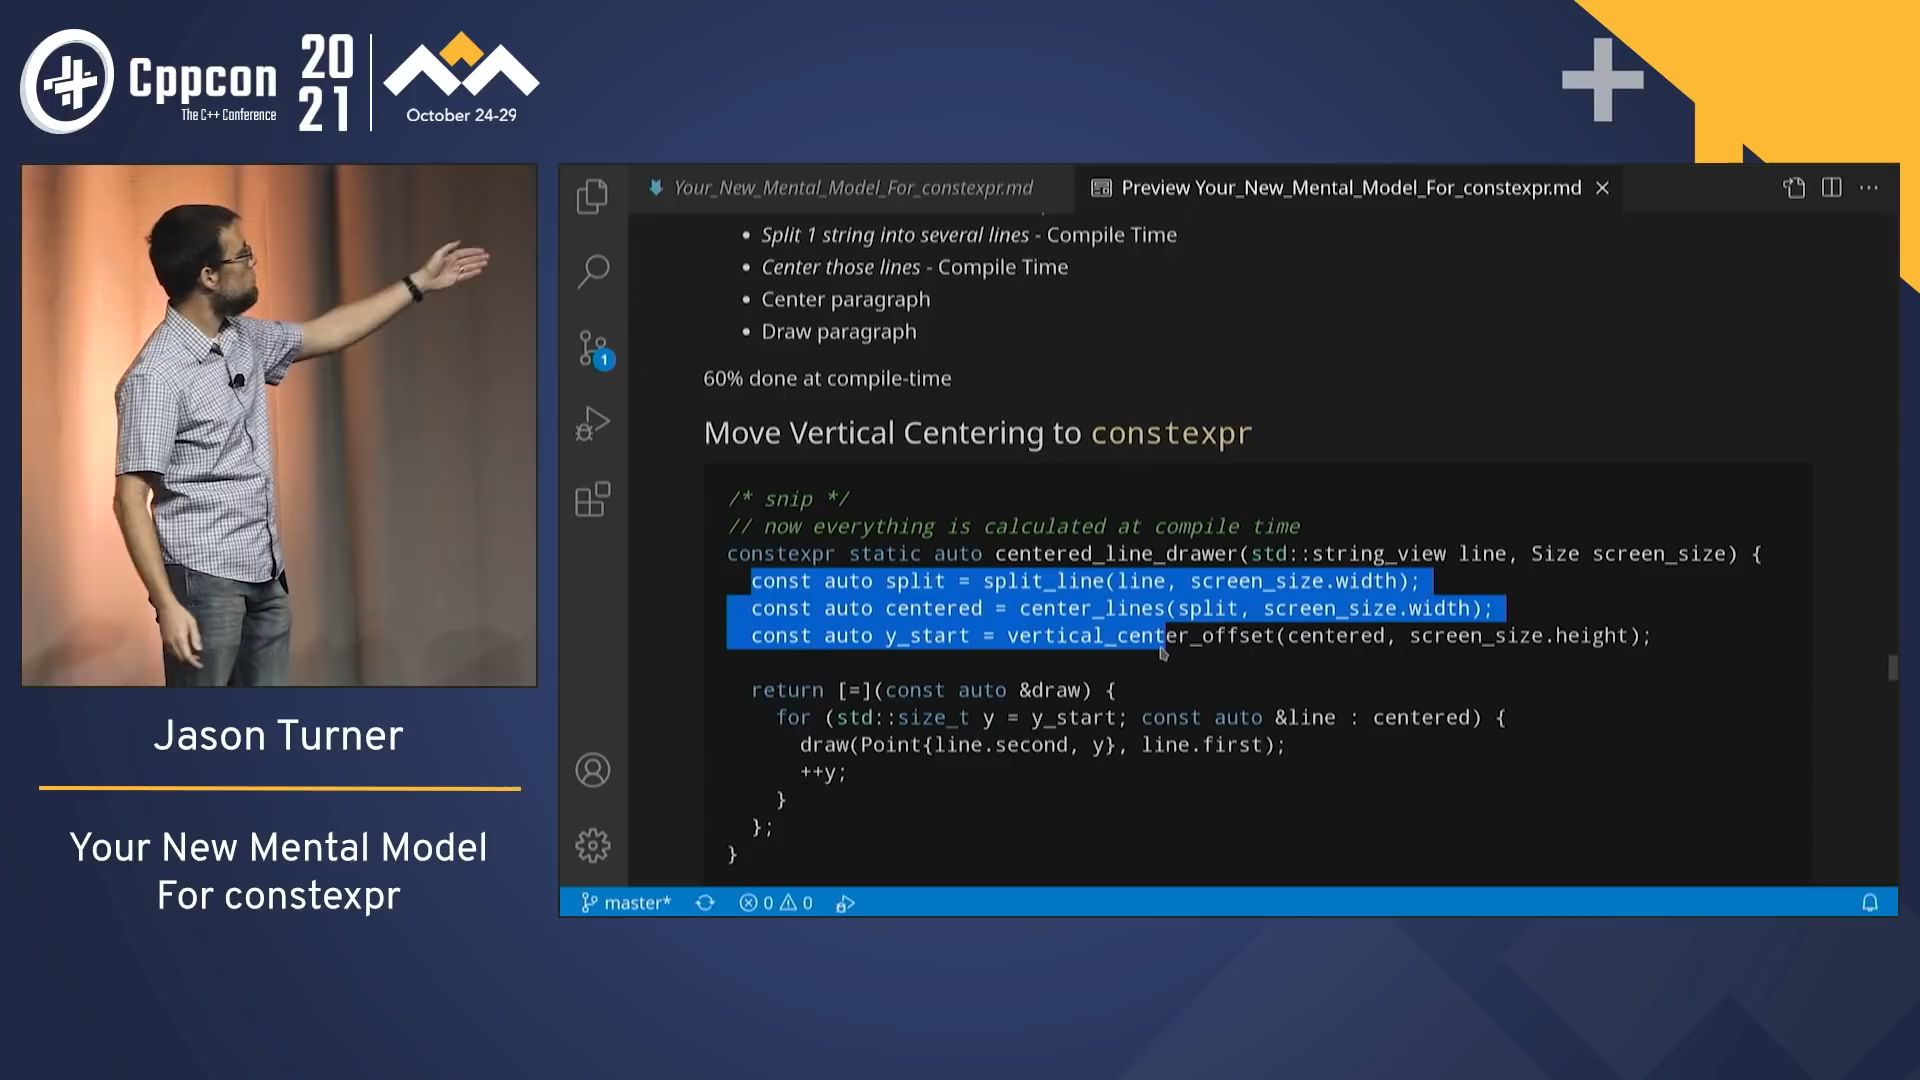 Cppcon
The C++ Conference
20
21
October 24-29
Your_New_Mental_Model_For_constexpr.md
Preview Your_New_Mental_Model_For_constexpr.md
• Split 1 string into several lines - Compile Time
• Center those lines - Compile Time
• Center paragraph
• Draw paragraph
60% done at compile-time
Move Vertical Centering to constexpr
/* snip */
// now everything is calculated at compile time
constexpr static auto centered_line_drawer(std::string_view line, Size screen_size) {
const auto split = split_line(line, screen_size.width);
const auto centered = center_lines(split, screen_size.width);
const auto y_start = vertical_center_offset(centered, screen_size.height);
return [=](const auto &draw) {
for (std::size_t y = y_start; const auto &line : centered) {
draw(Point{line.second, y}, line.first);
++y;
}
};
}
1
master*
0
0
Jason Turner
Your New Mental Model
For constexpr